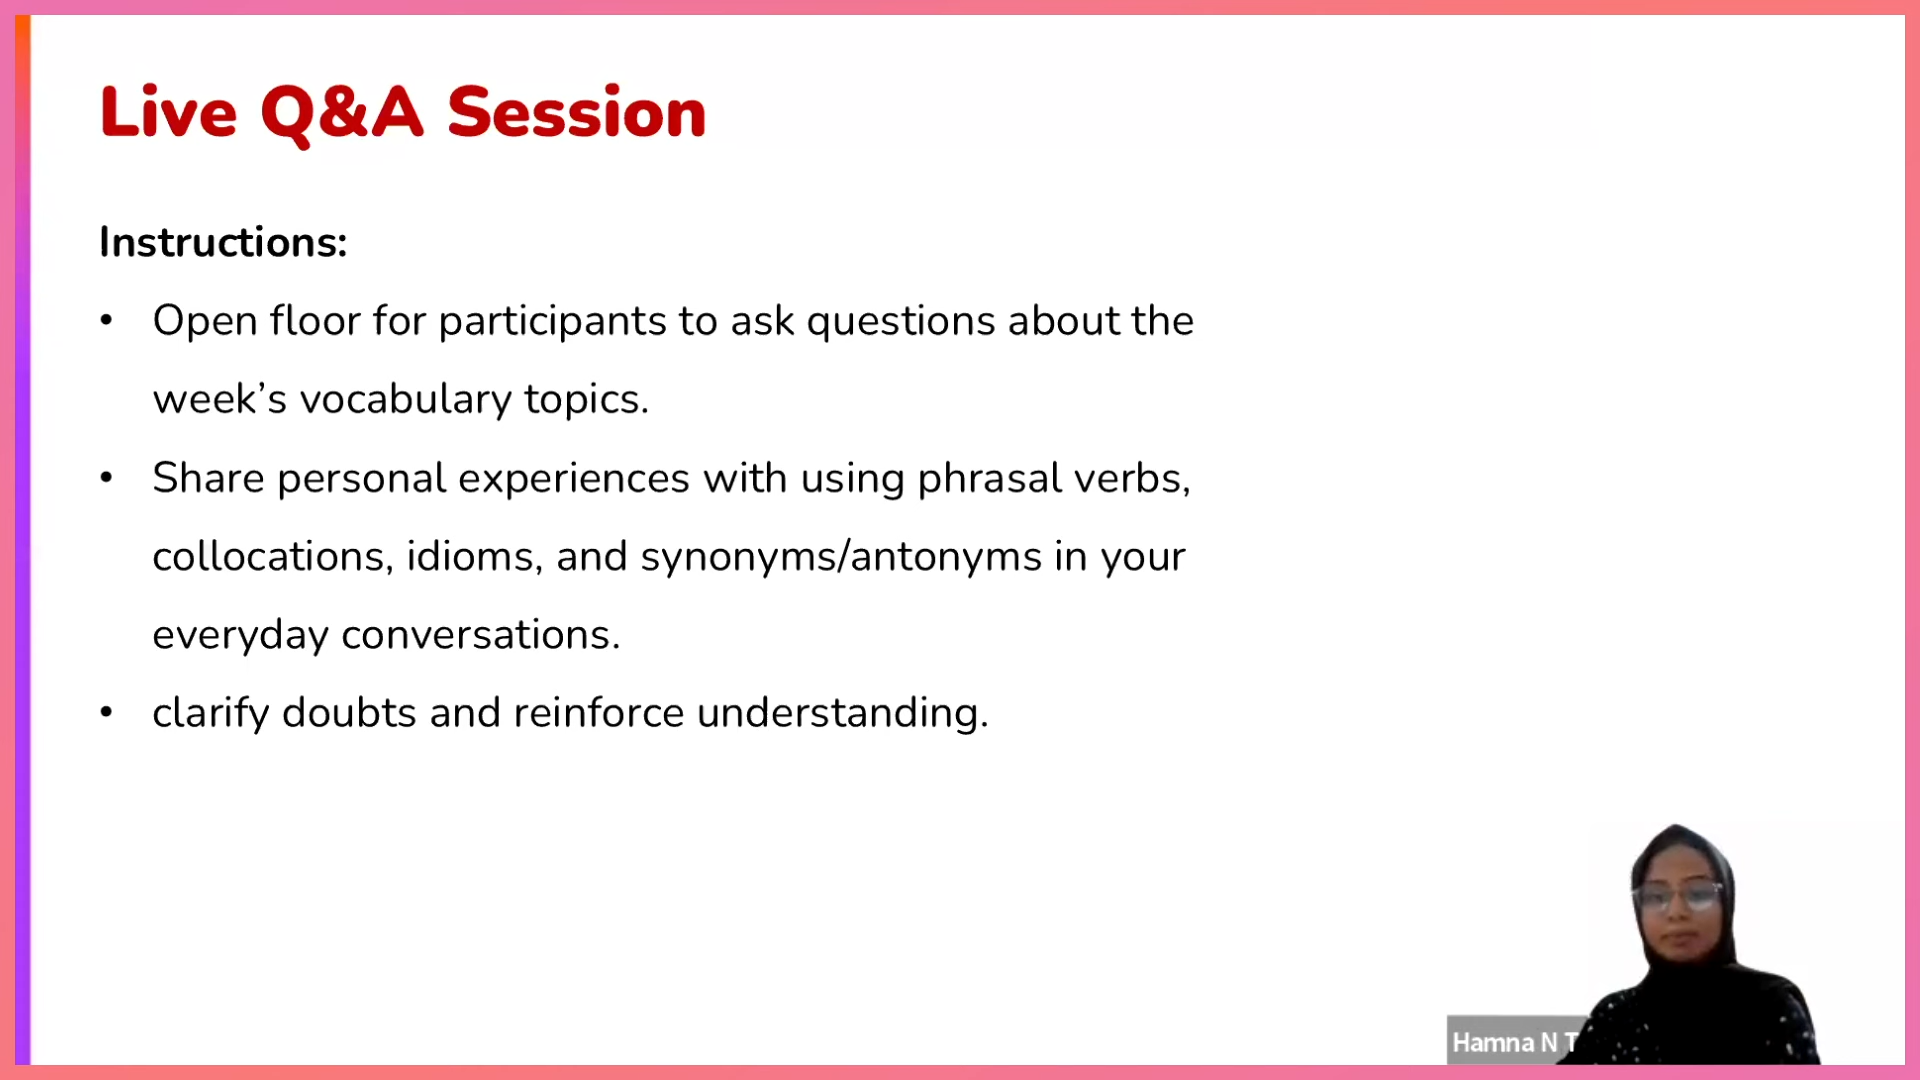 Live Q&A Session
Instructions:
• Open floor for participants to ask questions about the
week’s vocabulary topics.
• Share personal experiences with using phrasal verbs,
collocations, idioms, and synonyms/antonyms in your
everyday conversations.
• clarify doubts and reinforce understanding.
Hamna N T